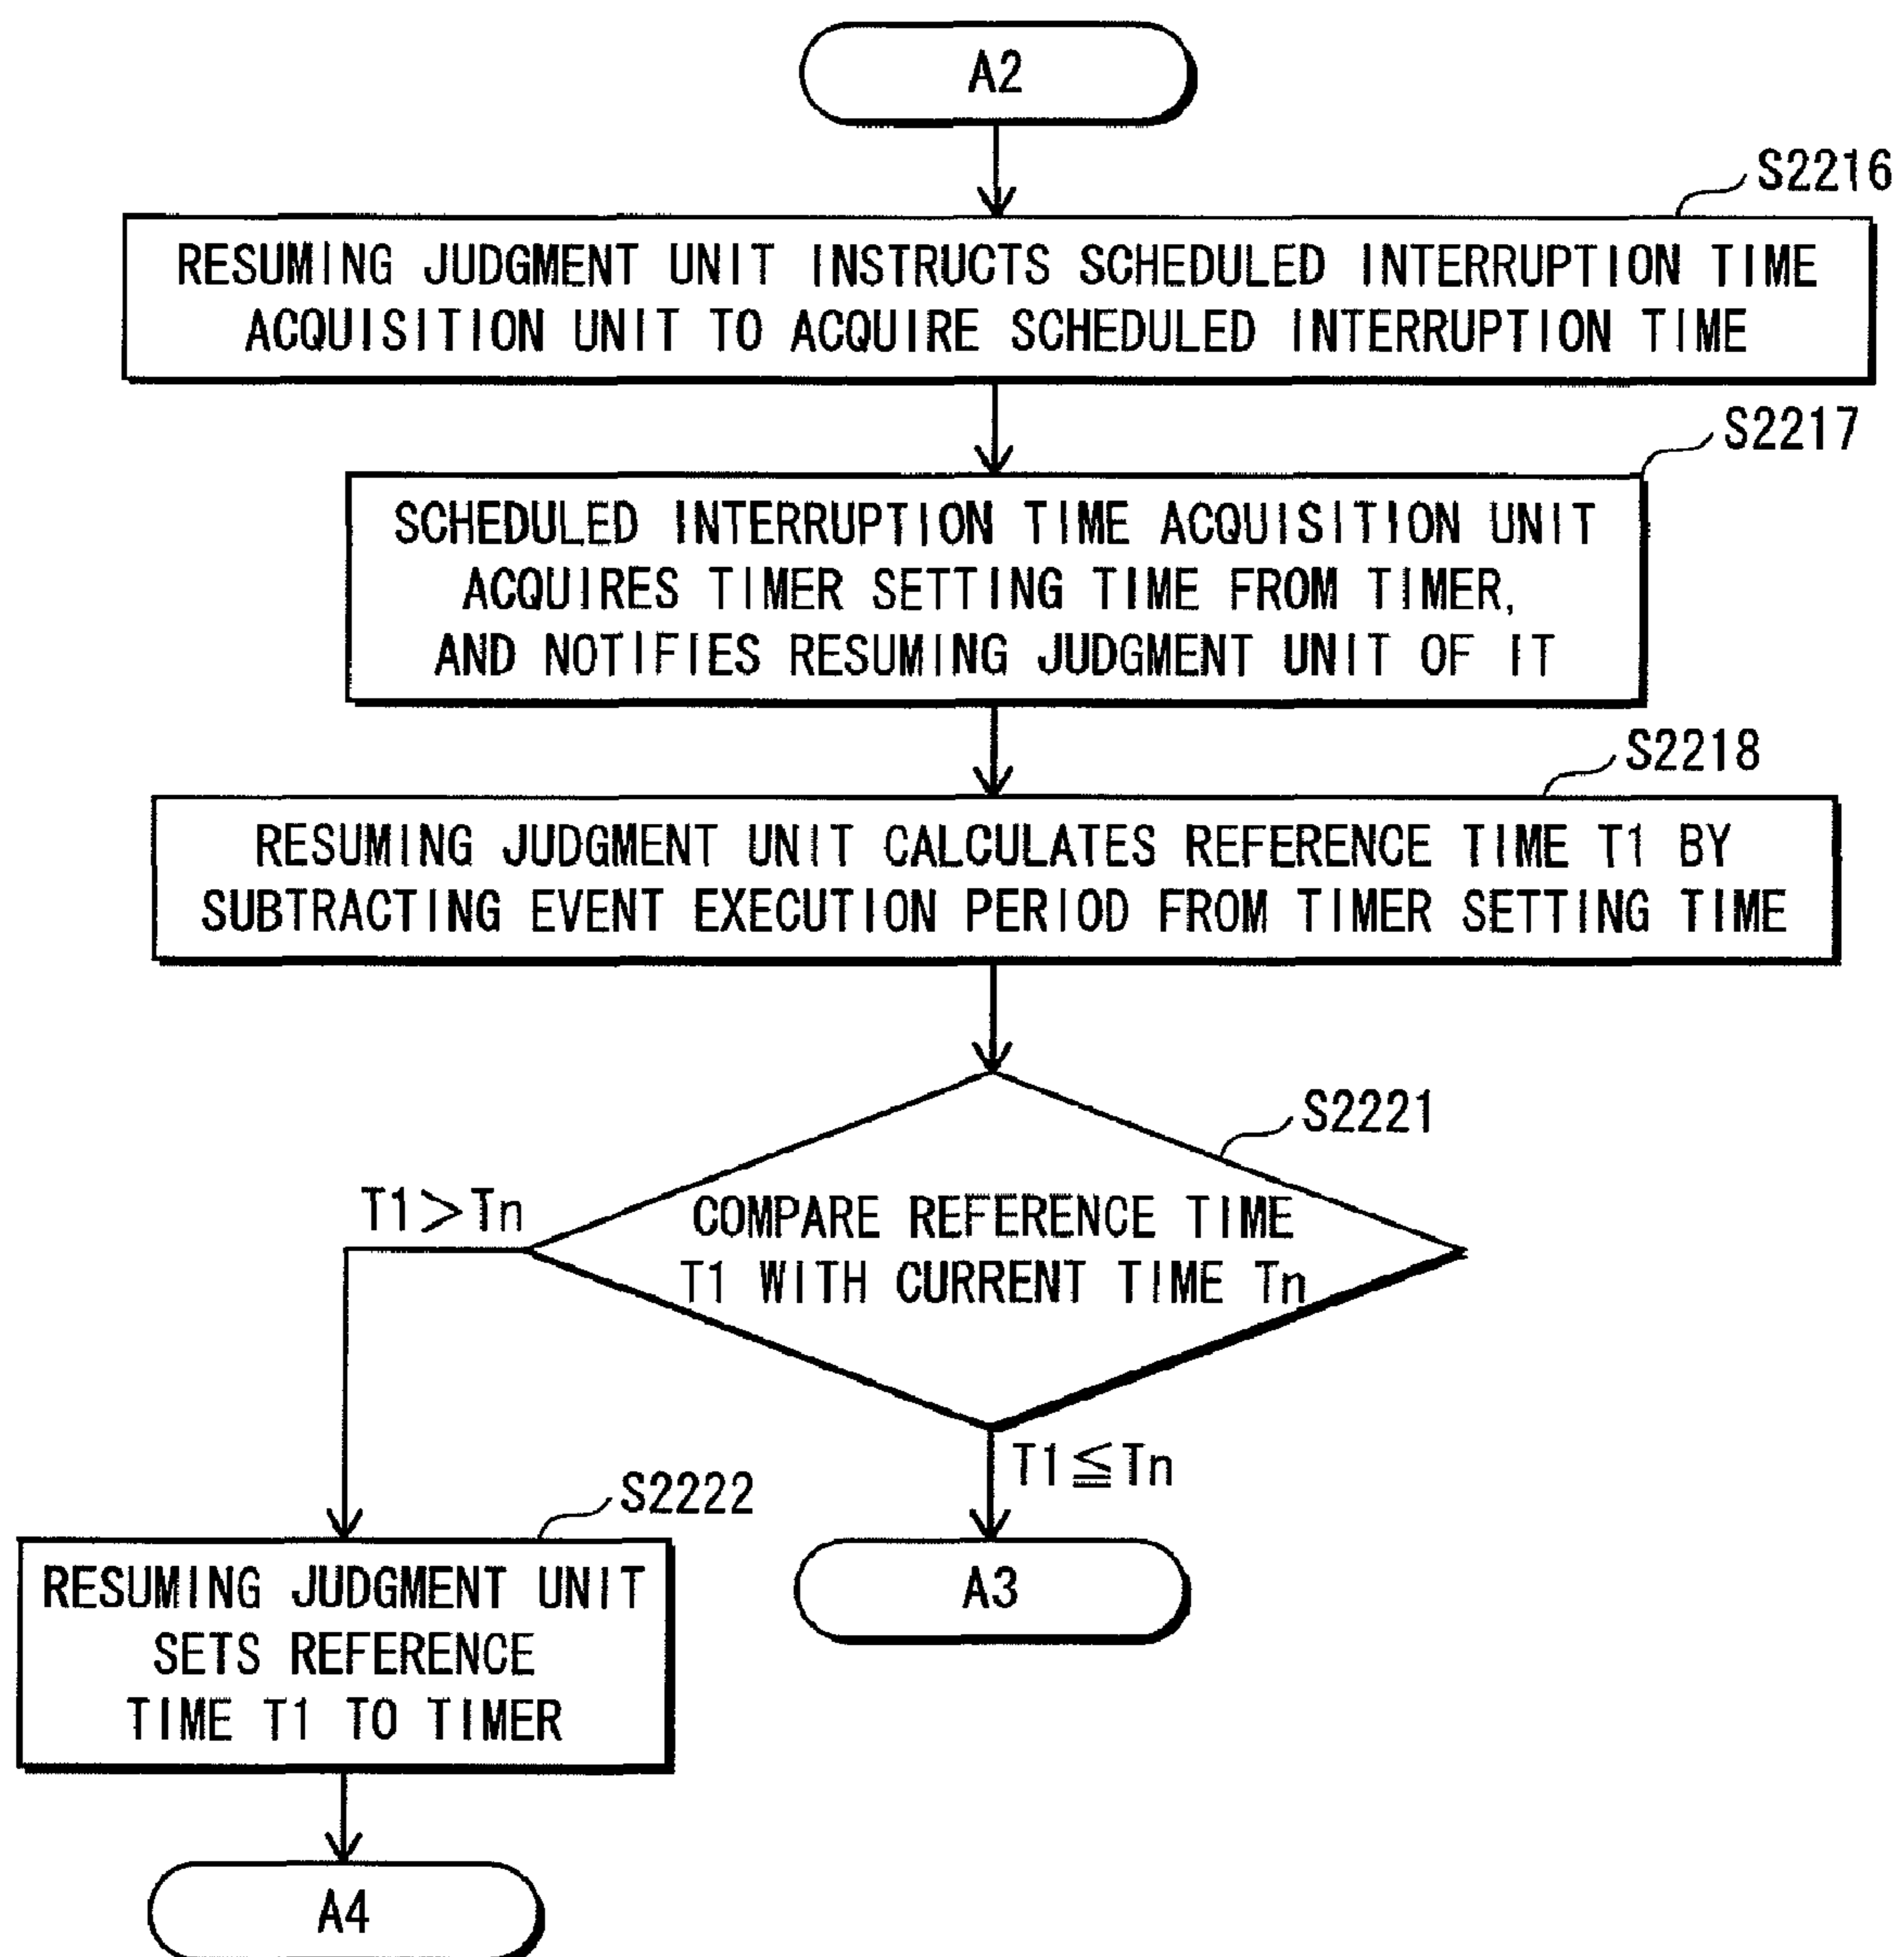 A2
S2216
RESUMING JUDGMENT UNIT INSTRUCTS SCHEDULED INTERRUPTION TIME
ACQUISITION UNIT TO ACQUIRE SCHEDULED INTERRUPTION TIME
S2217
SCHEDULED INTERRUPTION TIME ACQUISITION UNIT
ACQUIRES TIMER SETTING TIME FROM TIMER,
AND NOTIFIES RESUMING JUDGMENT UNIT OF IT
S2218
RESUMING JUDGMENT UNIT CALCULATES REFERENCE TIME T1 BY
SUBTRACTING EVENT EXECUTION PERIOD FROM TIMER SETTING TIME
S2221
T1>Tn
COMPARE REFERENCE TIME
T1 WITH CURRENT TIME Tn
T1≦Tn
S2222
RESUMING JUDGMENT UNIT
SETS REFERENCE
TIME T1 TO TIMER
A3
A4